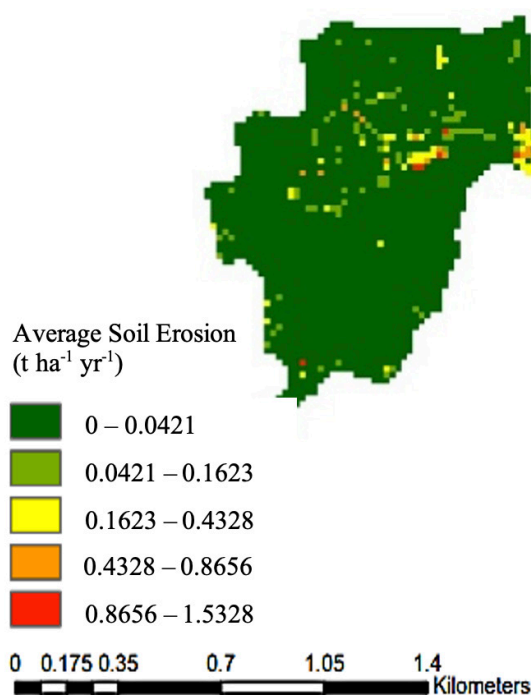 Average Soil Erosion
(t ha⁻¹ yr⁻¹)
0 – 0.0421
0.0421 – 0.1623
0.1623 – 0.4328
0.4328 – 0.8656
0.8656 – 1.5328
0 0.175 0.35 0.7 1.05 1.4
Kilometers